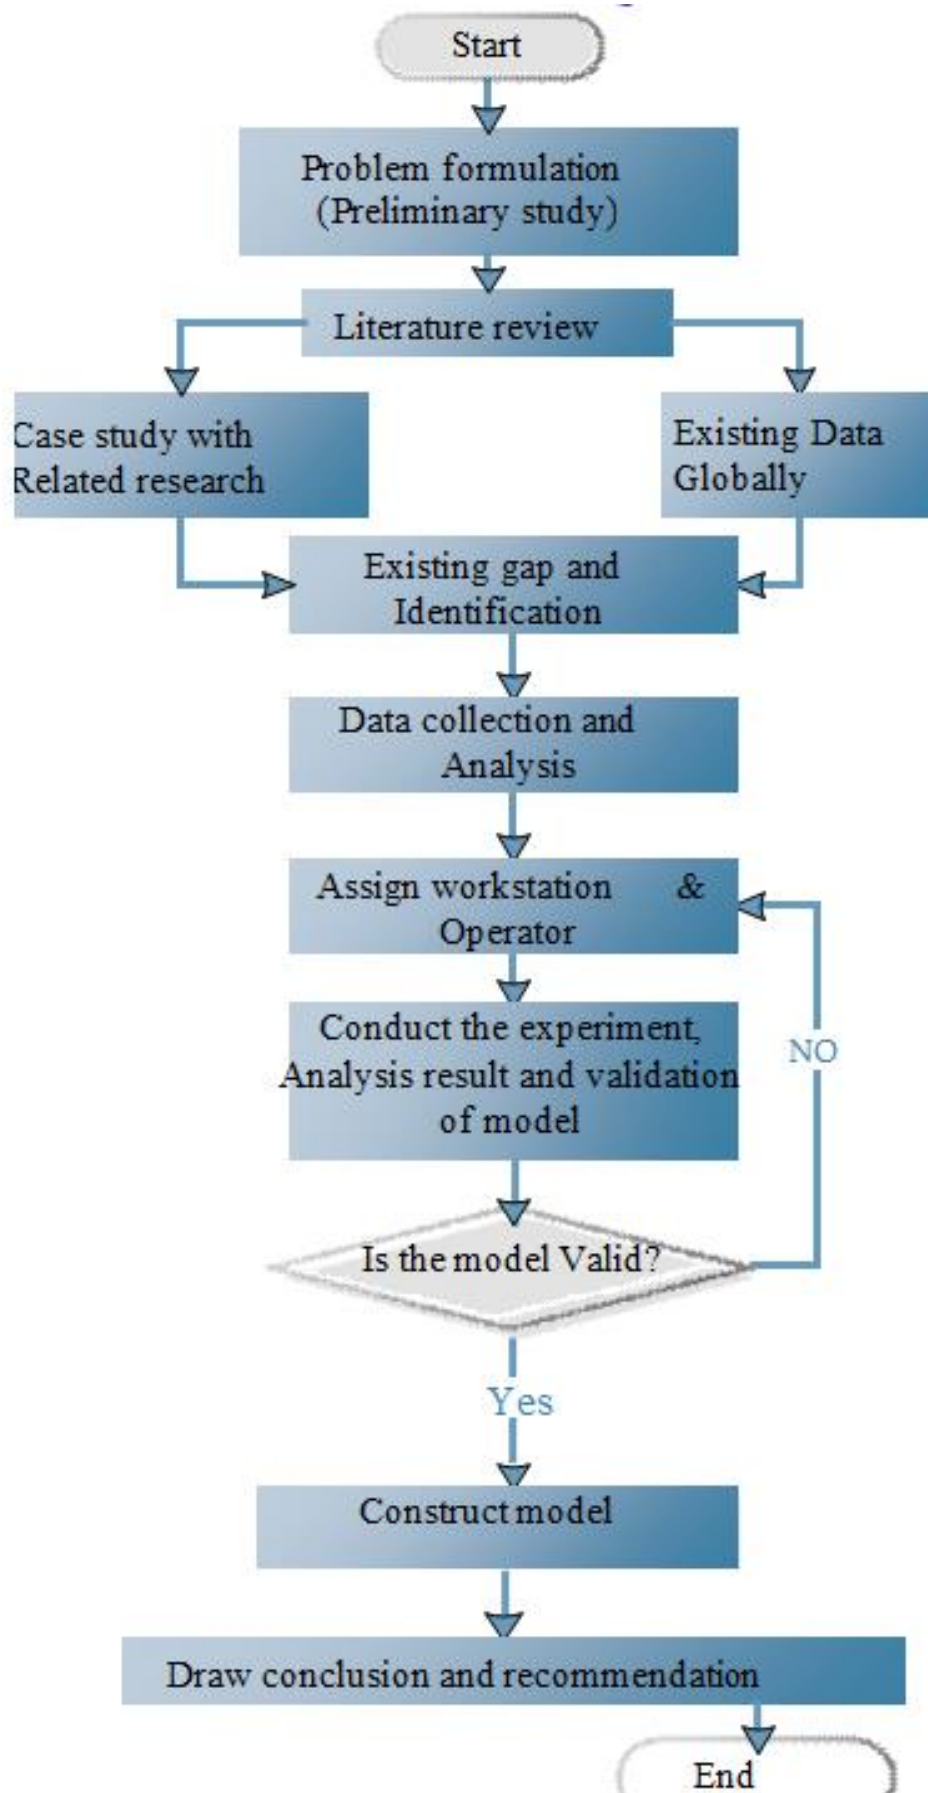 Start
Problem formulation
(Preliminary study)
Literature review
Case study with
Related research
Existing Data
Globally
Existing gap and
Identification
Data collection and
Analysis
Assign workstation &
Operator
Conduct the experiment,
Analysis result and validation
of model
NO
Is the model Valid?
Yes
Construct model
Draw conclusion and recommendation
End